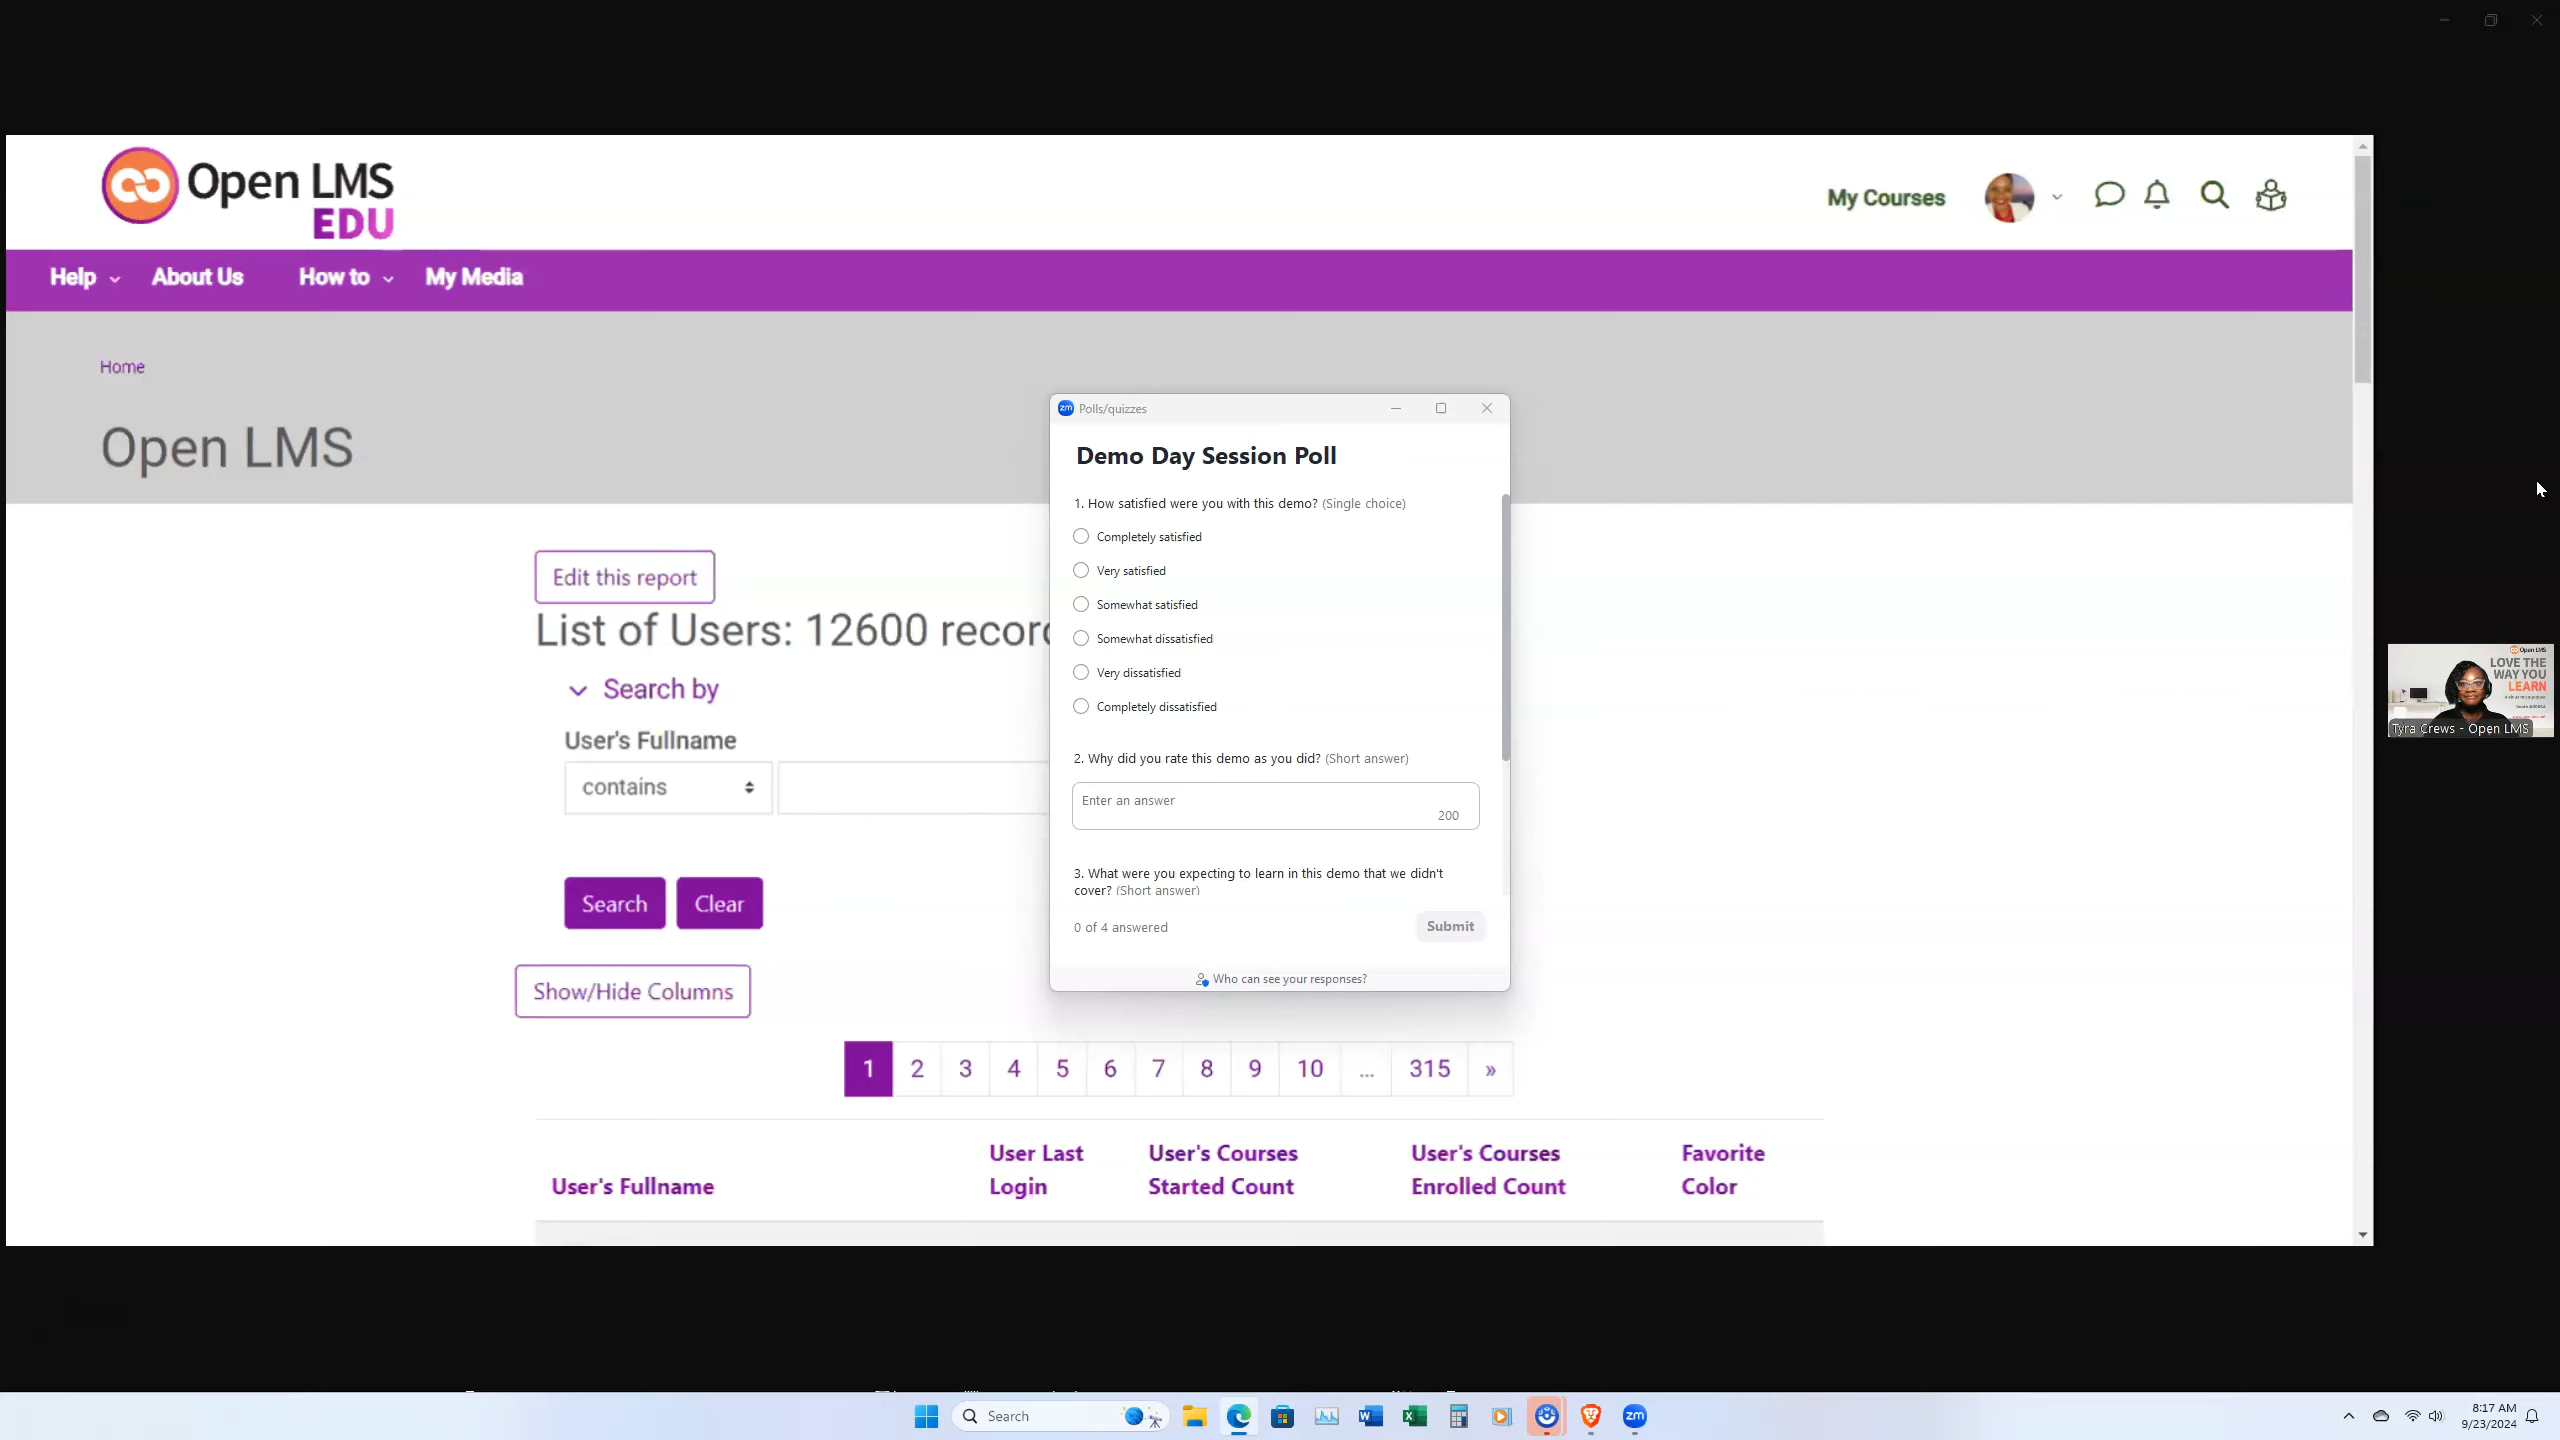 Open LMS
EDU
My Courses
Help
About Us
How to
My Media
Home
Open LMS
Edit this report
List of Users: 12600 recor
Search by
User's Fullname
contains
Search
Clear
Show/Hide Columns
1 2 3 4 5 6 7 8 9 10 ... 315 »
User's Fullname
User Last
Login
User's Courses
Started Count
User's Courses
Enrolled Count
Favorite
Color
zm Polls/quizzes
Demo Day Session Poll
1. How satisfied were you with this demo? (Single choice)
Completely satisfied
Very satisfied
Somewhat satisfied
Somewhat dissatisfied
Very dissatisfied
Completely dissatisfied
2. Why did you rate this demo as you did? (Short answer)
Enter an answer
200
3. What were you expecting to learn in this demo that we didn't
cover? (Short answer)
0 of 4 answered
Submit
Who can see your responses?
Open LMS
LOVE THE
WAY YOU
LEARN
Tyra Crews - Open LMS
Search
zm
8:17 AM
9/23/2024